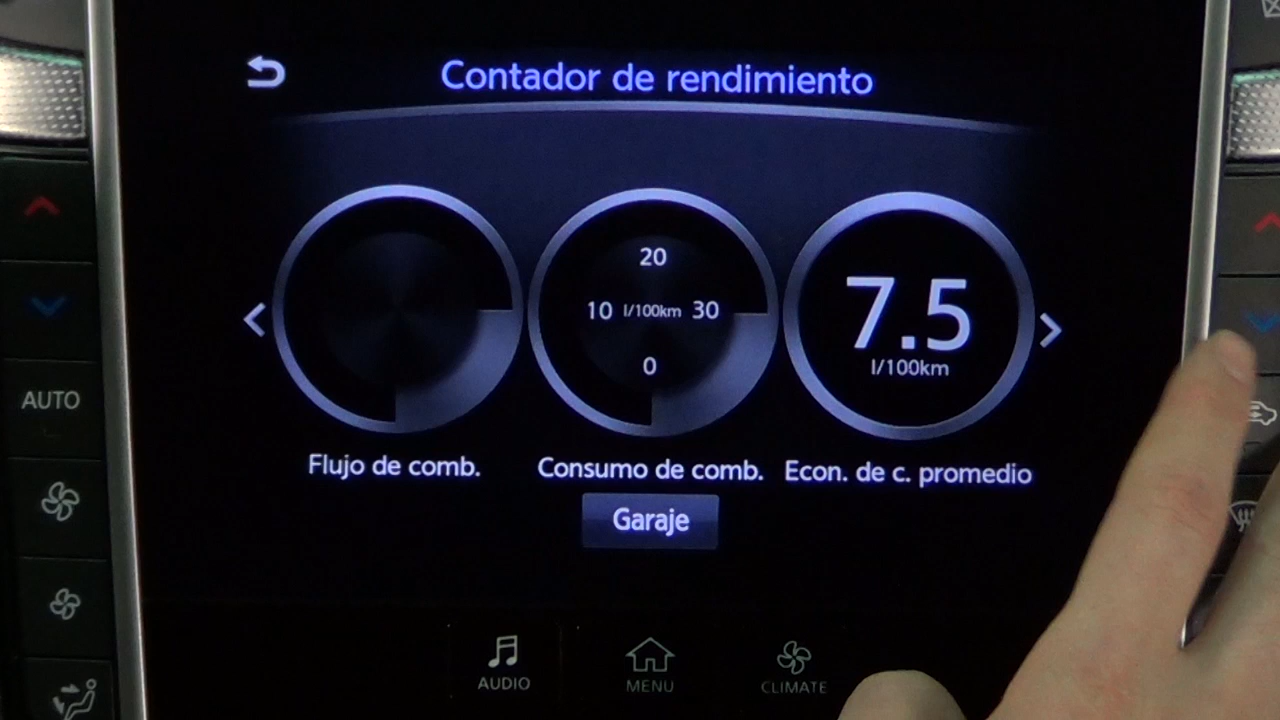 Contador de rendimiento
20
10 l/100km 30
0
7.5
l/100km
Flujo de comb.
Consumo de comb.
Econ. de c. promedio
Garaje
AUTO
AUDIO
MENU
CLIMATE